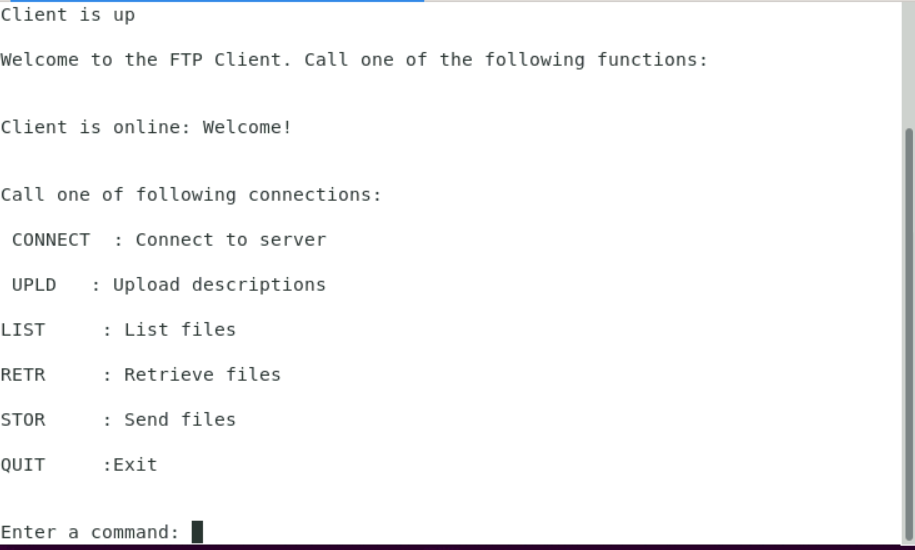 Client is up
Welcome to the FTP Client. Call one of the following functions:
Client is online: Welcome!
Call one of following connections:
CONNECT  : Connect to server
UPLD   : Upload descriptions
LIST     : List files
RETR     : Retrieve files
STOR     : Send files
QUIT     :Exit
Enter a command: